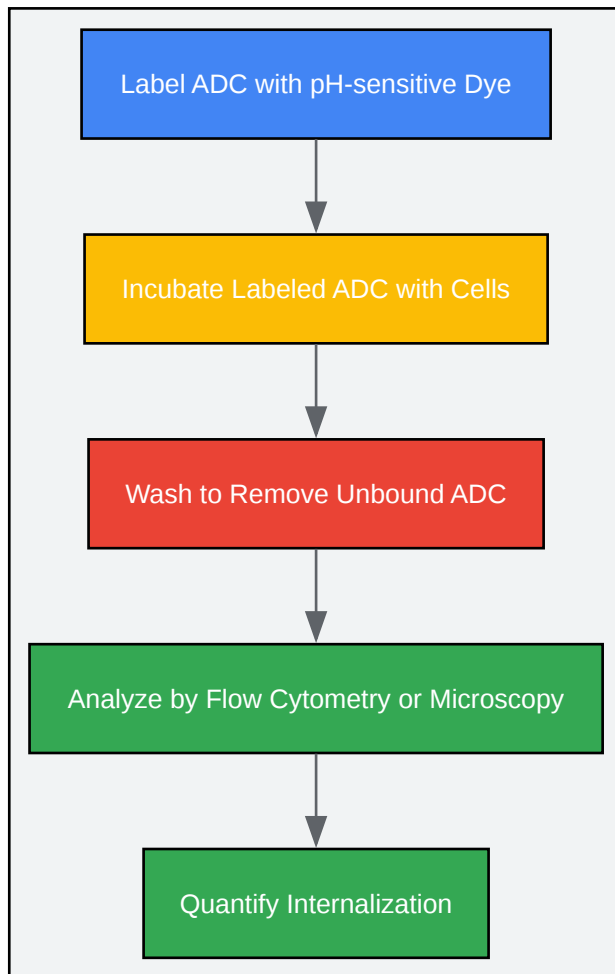 Label ADC with pH-sensitive Dye
Incubate Labeled ADC with Cells
Wash to Remove Unbound ADC
Analyze by Flow Cytometry or Microscopy
Quantify Internalization